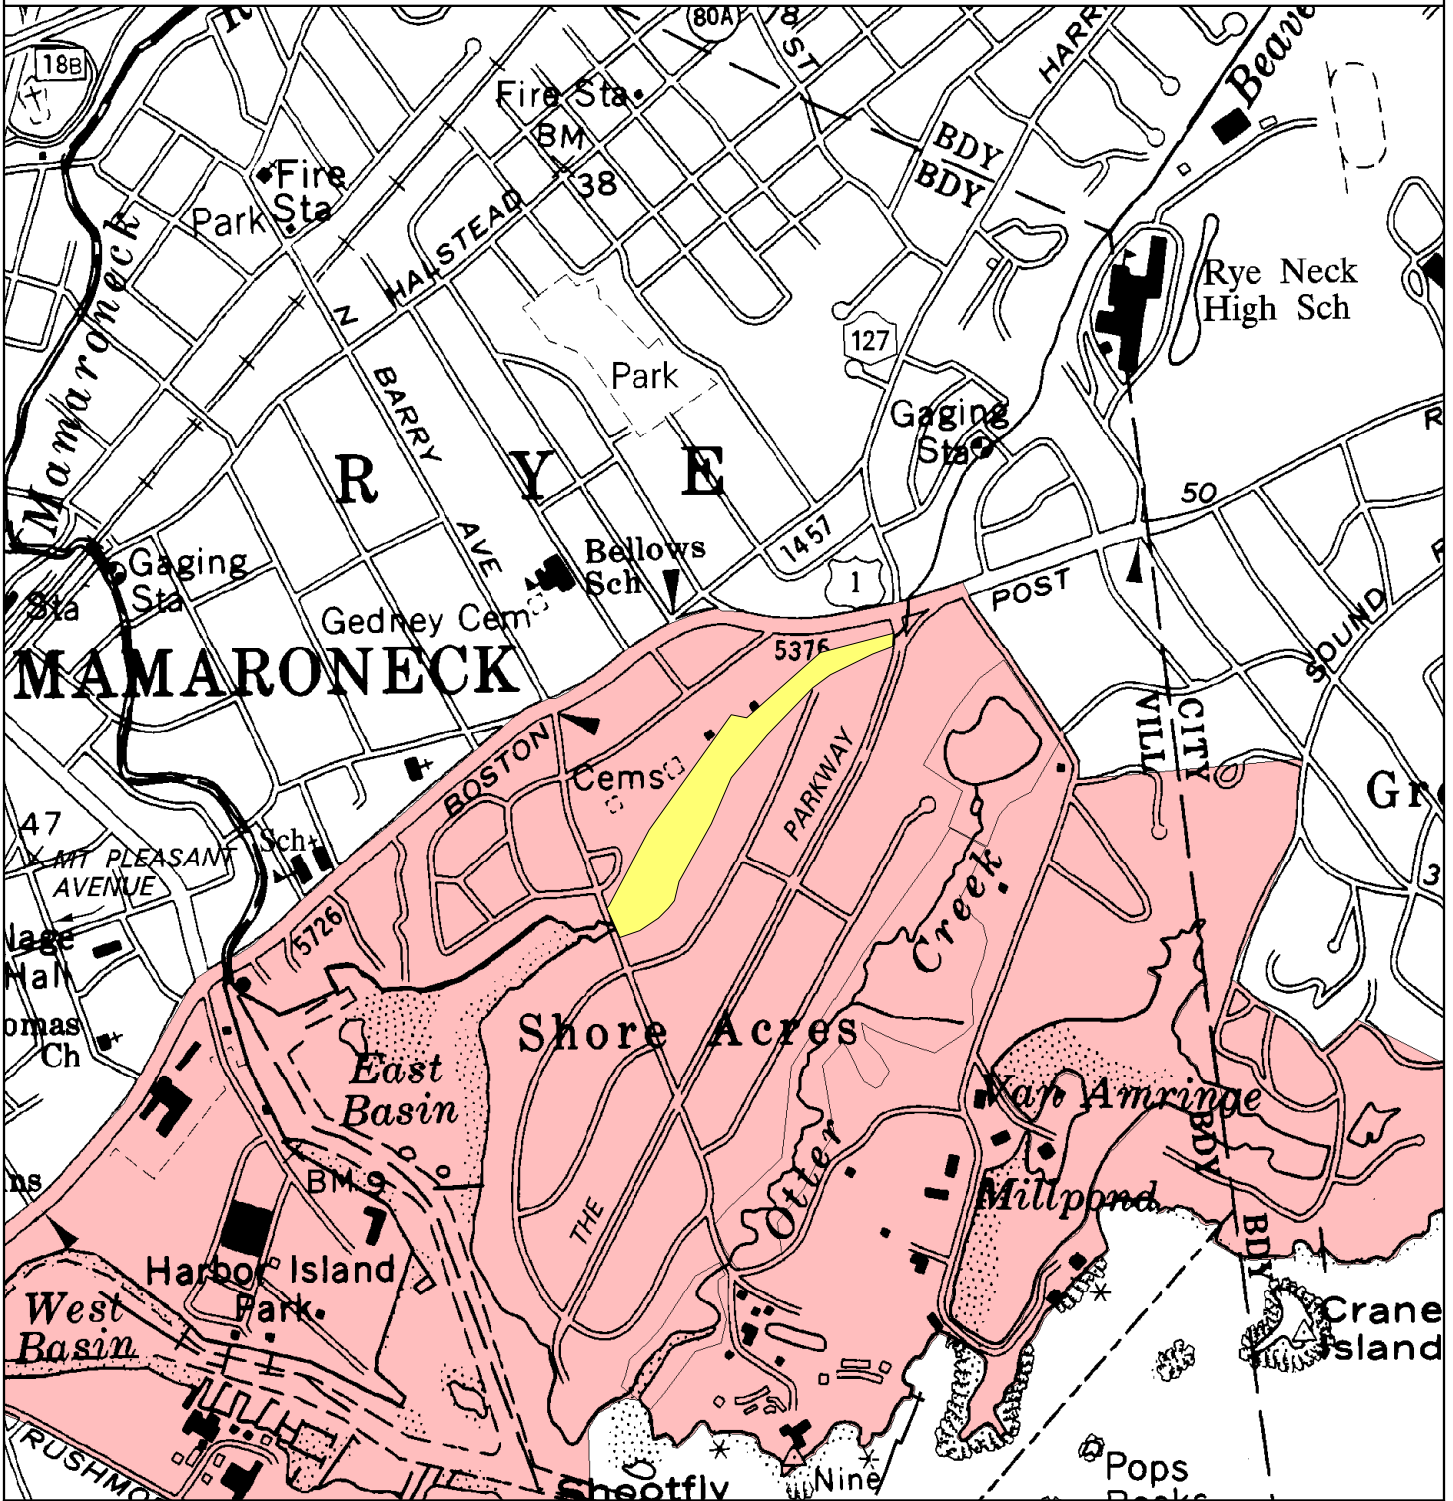 80A
78
ST
HARR
Beave
18B
Fire Sta
BM
38
BDY
BDY
Fire
Sta
Park
Mamaroneck
HALSTEAD
N
BARRY
AVE
Rye Neck
High Sch
127
Park
Gaging
Sta
RYE
50
R
1457
Bellows
Sch
1
POST
SOUND
Gaging
Sta
Sta
Gedney Cem
MAMARONECK
5376
BOSTON
Cems
PARKWAY
VILL
CITY
Gr
47
MT PLEASANT
AVENUE
Sch
3
5726
lage
Hall
omas
Ch
Creek
Shore Acres
East
Basin
Van Amringe
Millpond
BDY
BDY
BM 9
ns
THE
Otter
Harbor Island
Park
West
Basin
Crane
Island
RUSHMO
Shootfly
Nine
Pops
Rocks